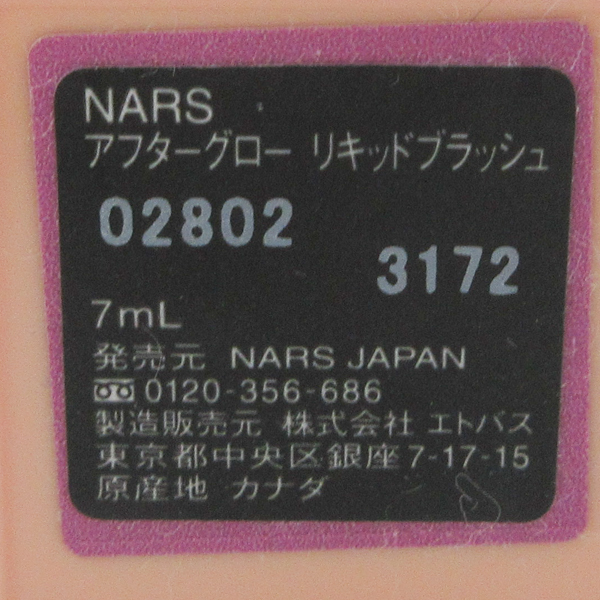 NARS
アフターグロー リキッドブラッシュ
02802
3172
7mL
発売元 NARS JAPAN
0120-356-686
製造販売元 株式会社 エトバス
東京都中央区銀座7-17-15
原産地 カナダ